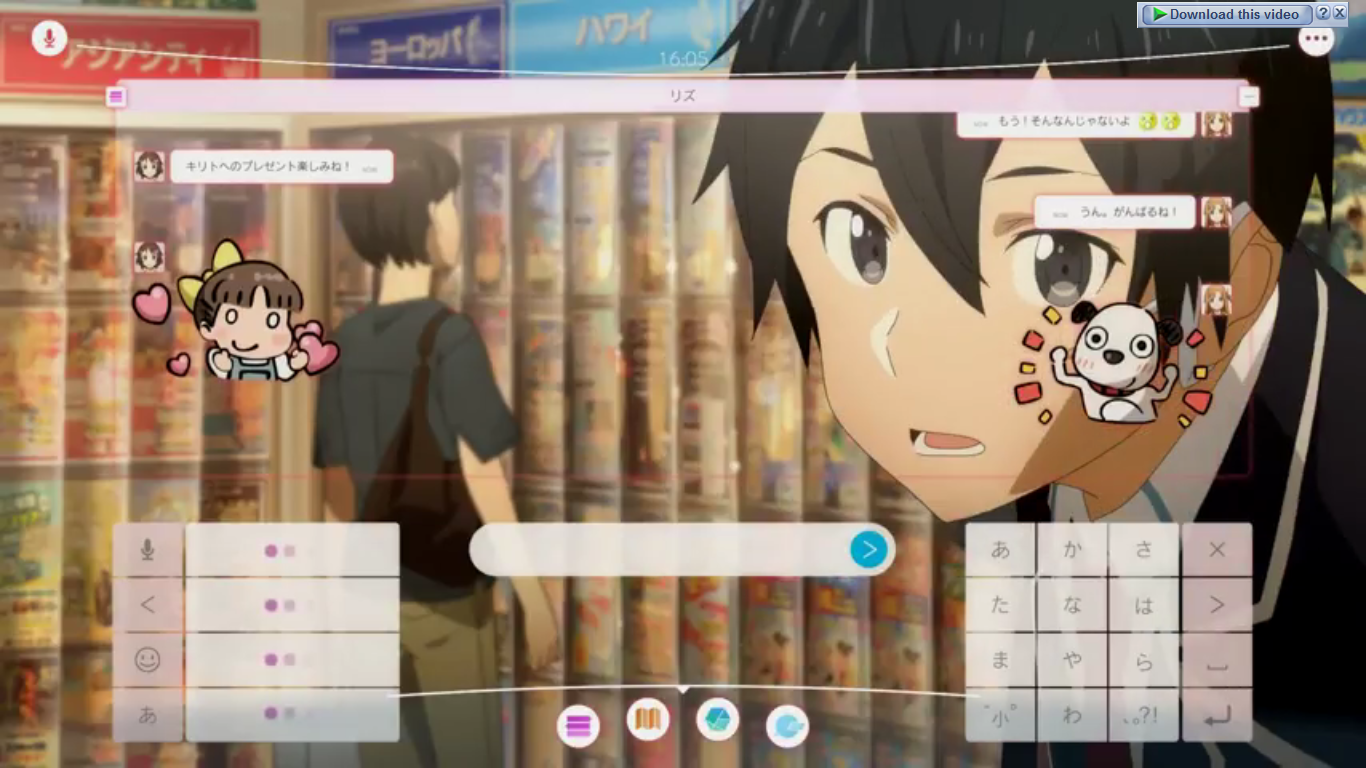 Download this video
アジアシティ
ヨーロッパ
ハワイ
16:05
リズ
もう！そんなんじゃないよ
キリトへのプレゼント楽しみね！
うん。がんばるね！
あ か さ
た な は
ま や ら
゛小゜ わ 、。?!
あ